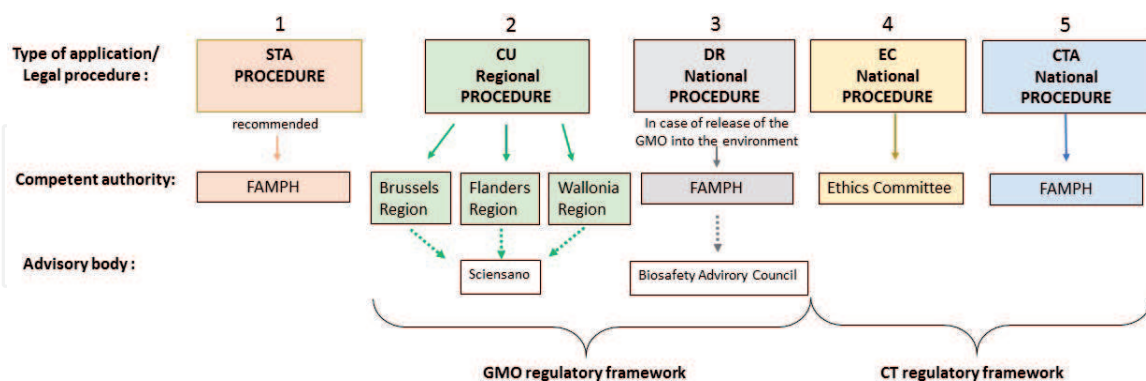 1
2
3
4
5
Type of application/
Legal procedure :
STA
PROCEDURE
CU
Regional
PROCEDURE
DR
National
PROCEDURE
EC
National
PROCEDURE
CTA
National
PROCEDURE
recommended
In case of release of the
GMO into the environment
Competent authority:
FAMPH
Brussels
Region
Flanders
Region
Wallonia
Region
FAMPH
Ethics Committee
FAMPH
Advisory body :
Sciensano
Biosafety Advirory Council
GMO regulatory framework
CT regulatory framework